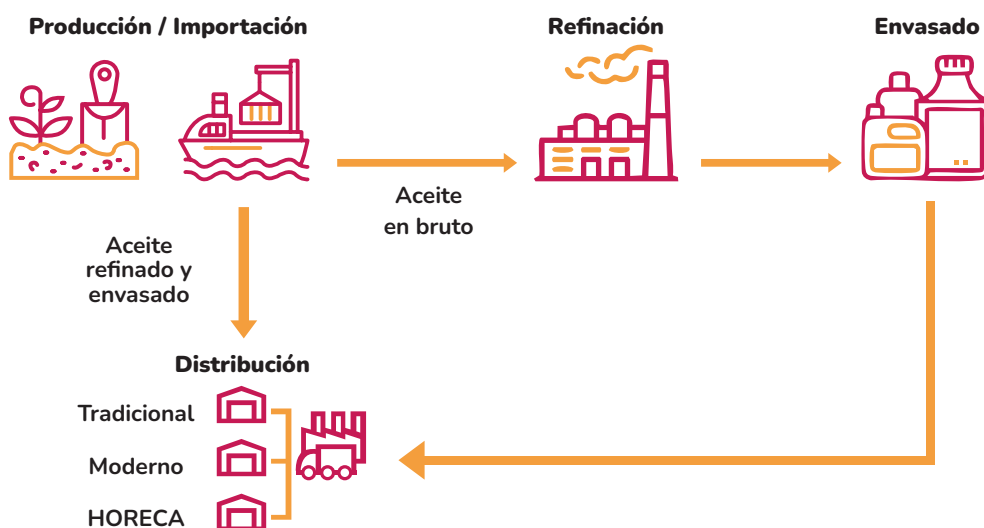 Producción / Importación
Refinación
Envasado
Aceite
en bruto
Aceite
refinado y
envasado
Distribución
Tradicional
Moderno
HORECA